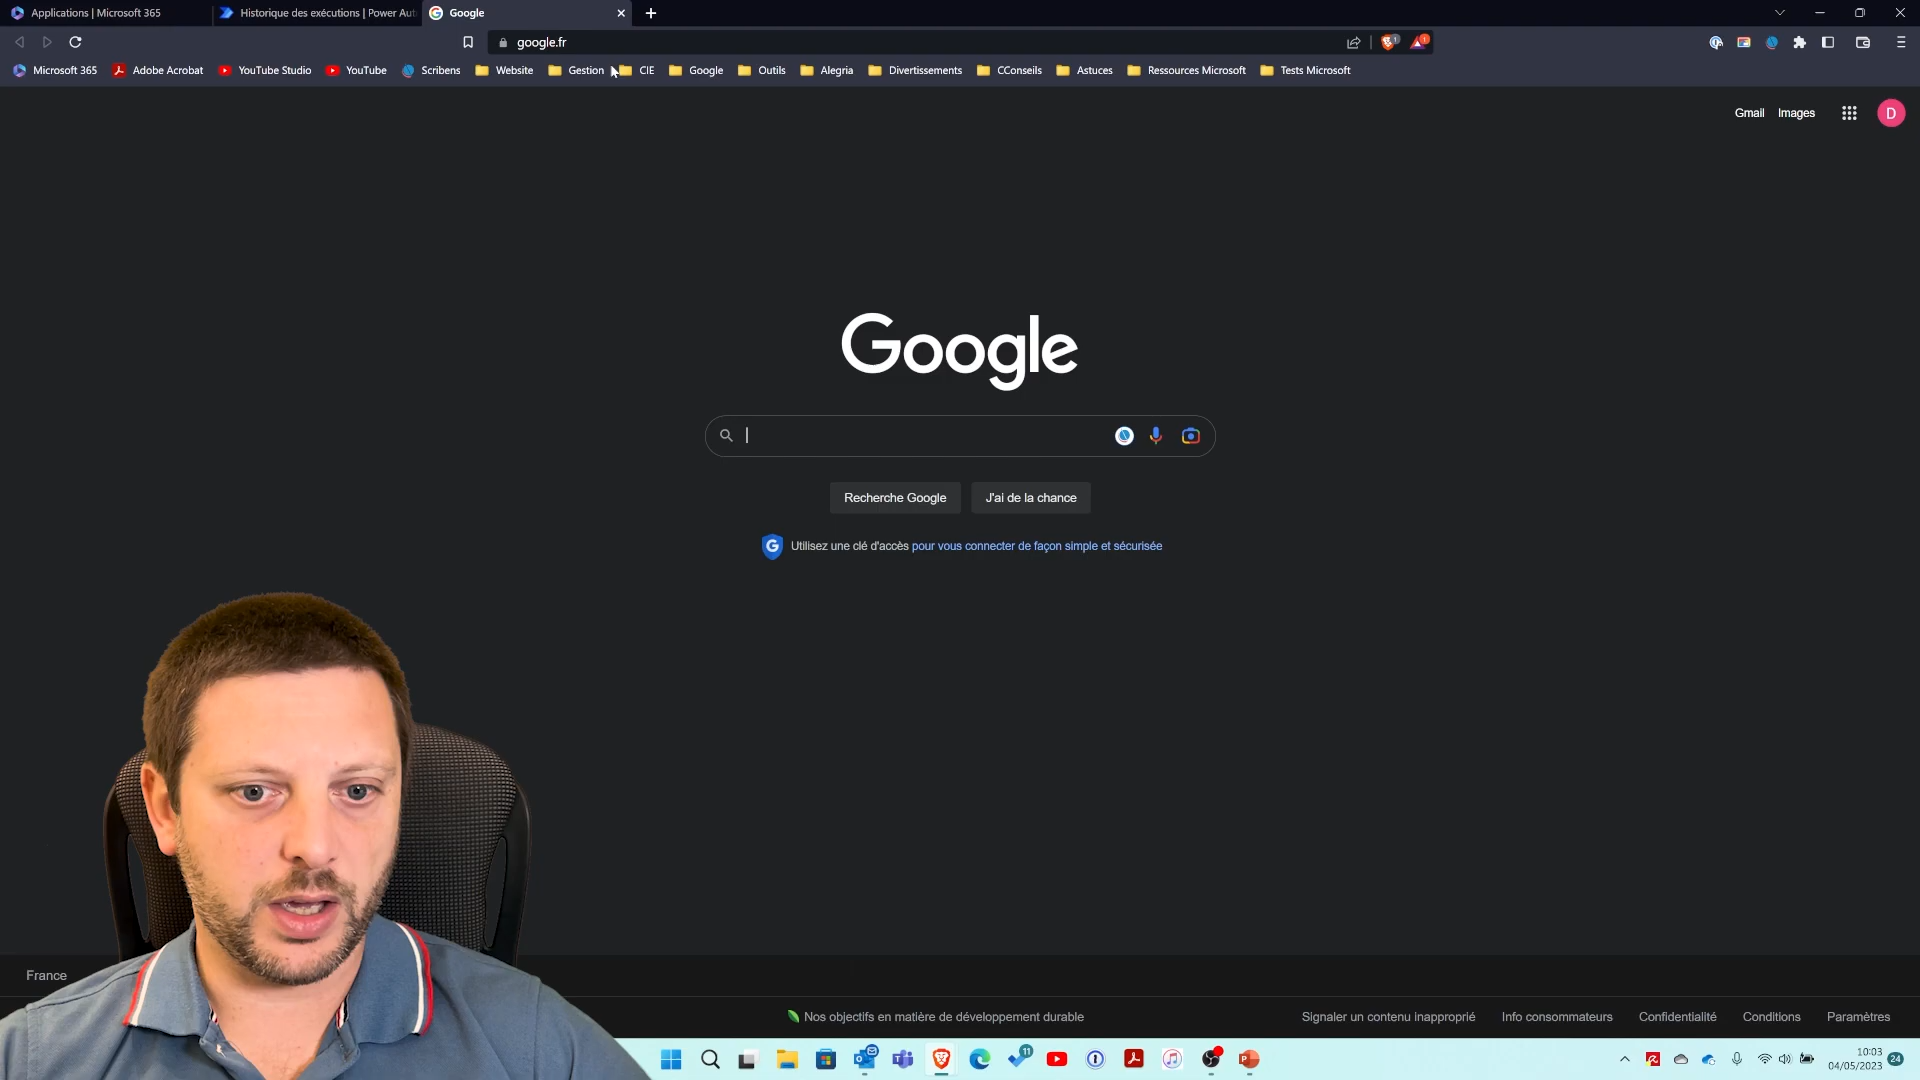 Applications | Microsoft 365
Historique des exécutions | Power Aut
Google
google.fr
Microsoft 365
Adobe Acrobat
YouTube Studio
YouTube
Scribens
Website
Gestion
CIE
Google
Outils
Alegria
Divertissements
CConseils
Astuces
Ressources Microsoft
Tests Microsoft
Gmail
Images
D
Google
Recherche Google
J'ai de la chance
Utilisez une clé d'accès pour vous connecter de façon simple et sécurisée
France
Nos objectifs en matière de développement durable
Signaler un contenu inapproprié
Info consommateurs
Confidentialité
Conditions
Paramètres
11
10:03
04/05/2023
24